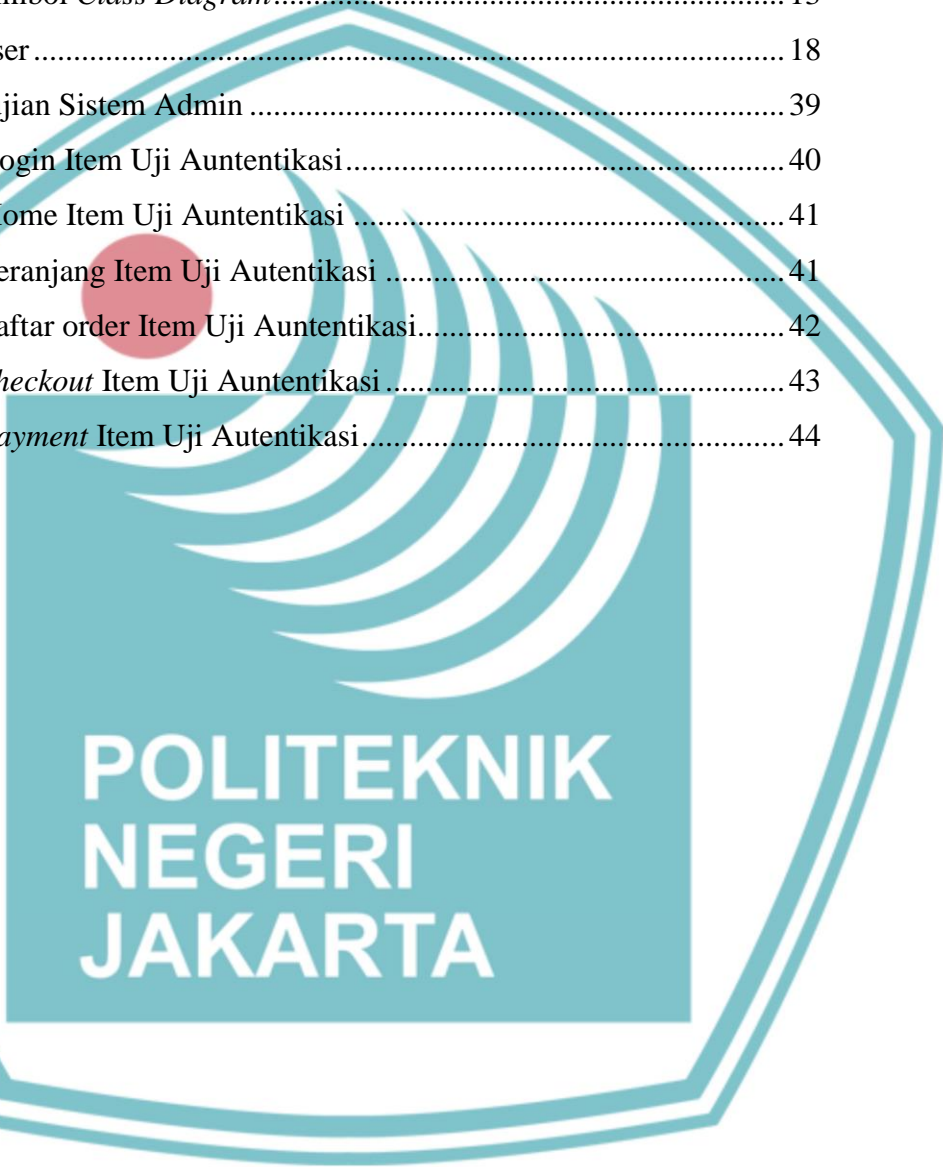 mbol Class Diagram.......................................................................... 15
ser.................................................................................................... 18
jian Sistem Admin......................................................................... 39
ogin Item Uji Auntentikasi............................................................ 40
Home Item Uji Auntentikasi .......................................................... 41
eranjang Item Uji Autentikasi ...................................................... 41
aftar order Item Uji Auntentikasi.................................................. 42
heckout Item Uji Auntentikasi ...................................................... 43
ayment Item Uji Autentikasi.......................................................... 44
POLITEKNIK
NEGERI
JAKARTA